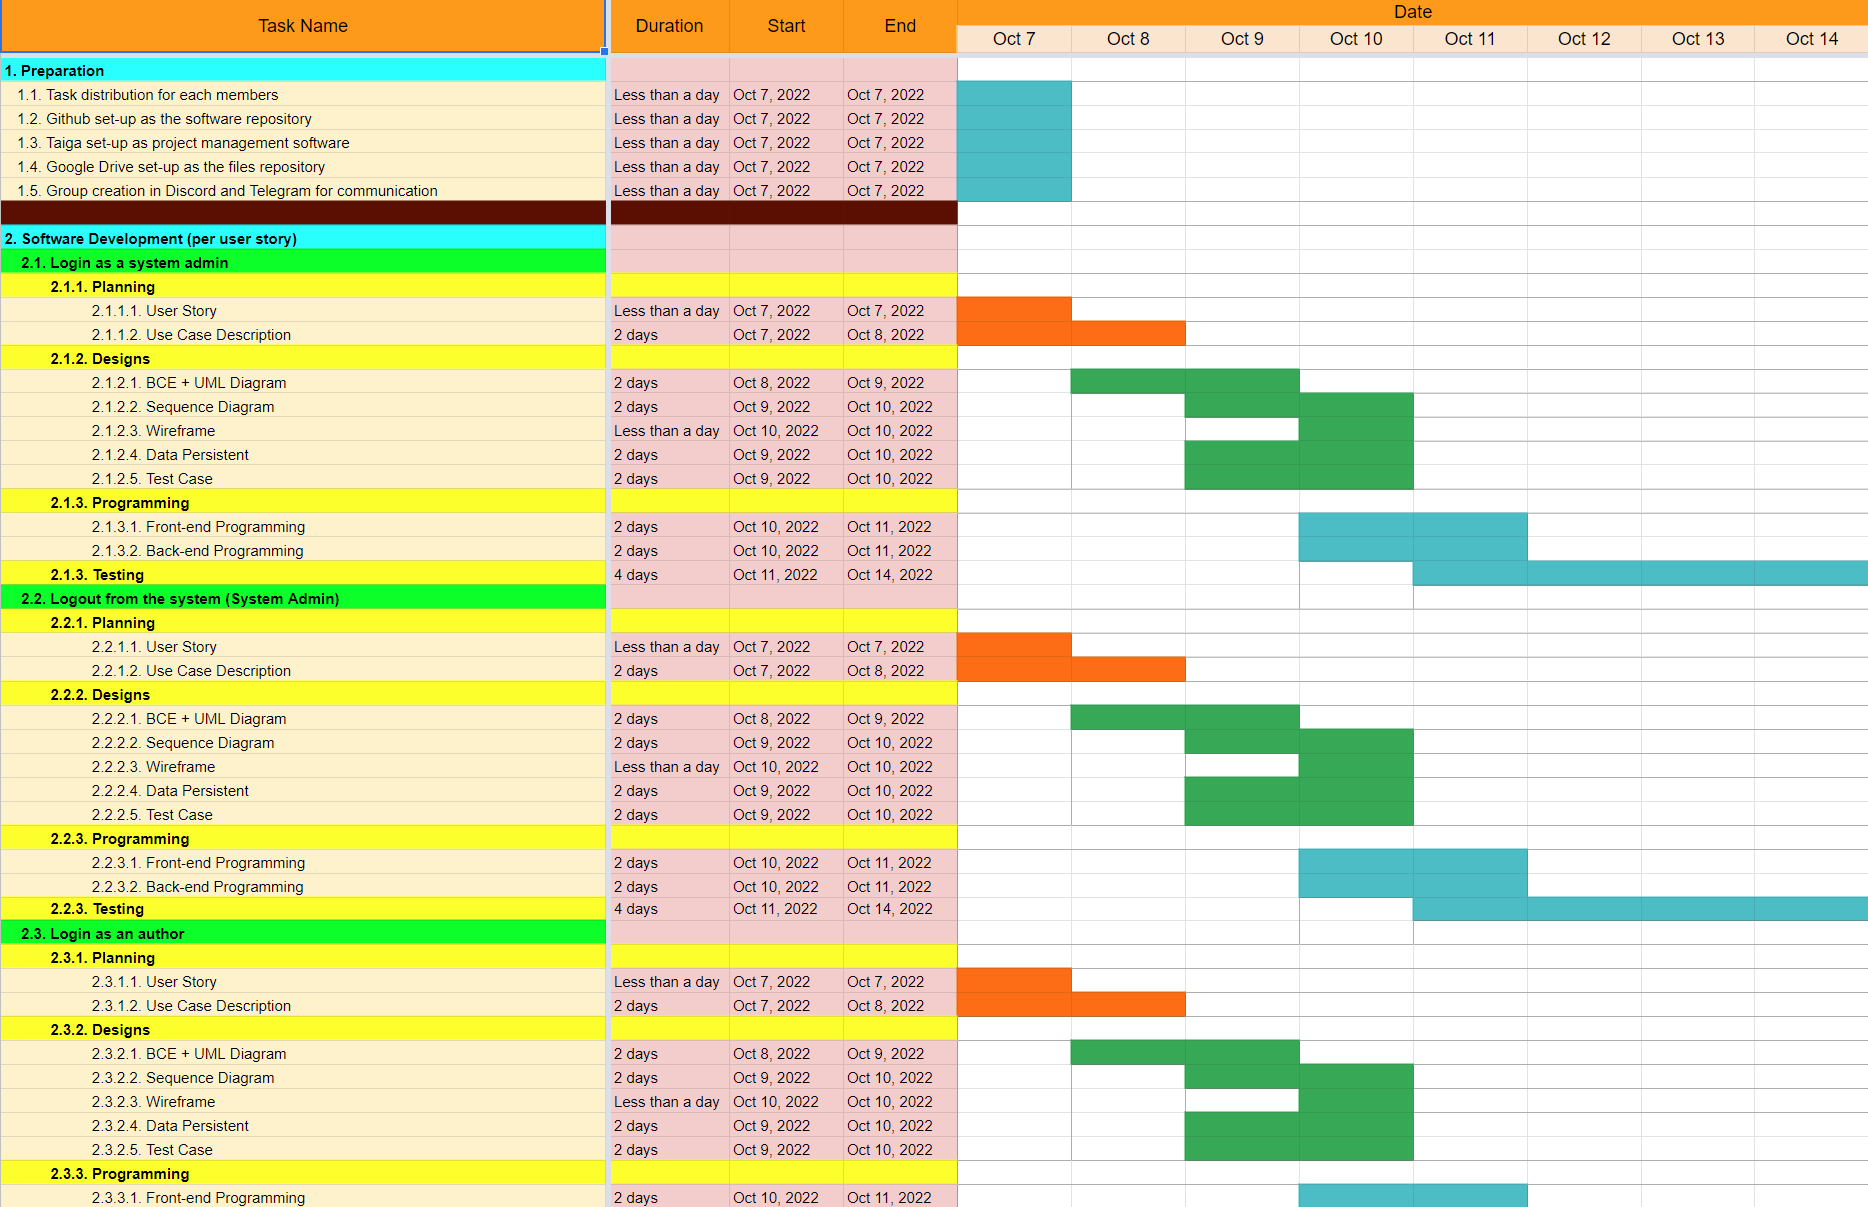 Task Name Duration Start End Date
Oct 7 Oct 8 Oct 9 Oct 10 Oct 11 Oct 12 Oct 13 Oct 14
1. Preparation
1.1. Task distribution for each members Less than a day Oct 7, 2022 Oct 7, 2022
1.2. Github set-up as the software repository Less than a day Oct 7, 2022 Oct 7, 2022
1.3. Taiga set-up as project management software Less than a day Oct 7, 2022 Oct 7, 2022
1.4. Google Drive set-up as the files repository Less than a day Oct 7, 2022 Oct 7, 2022
1.5. Group creation in Discord and Telegram for communication Less than a day Oct 7, 2022 Oct 7, 2022
2. Software Development (per user story)
2.1. Login as a system admin
2.1.1. Planning
2.1.1.1. User Story Less than a day Oct 7, 2022 Oct 7, 2022
2.1.1.2. Use Case Description 2 days Oct 7, 2022 Oct 8, 2022
2.1.2. Designs
2.1.2.1. BCE + UML Diagram 2 days Oct 8, 2022 Oct 9, 2022
2.1.2.2. Sequence Diagram 2 days Oct 9, 2022 Oct 10, 2022
2.1.2.3. Wireframe Less than a day Oct 10, 2022 Oct 10, 2022
2.1.2.4. Data Persistent 2 days Oct 9, 2022 Oct 10, 2022
2.1.2.5. Test Case 2 days Oct 9, 2022 Oct 10, 2022
2.1.3. Programming
2.1.3.1. Front-end Programming 2 days Oct 10, 2022 Oct 11, 2022
2.1.3.2. Back-end Programming 2 days Oct 10, 2022 Oct 11, 2022
2.1.3. Testing 4 days Oct 11, 2022 Oct 14, 2022
2.2. Logout from the system (System Admin)
2.2.1. Planning
2.2.1.1. User Story Less than a day Oct 7, 2022 Oct 7, 2022
2.2.1.2. Use Case Description 2 days Oct 7, 2022 Oct 8, 2022
2.2.2. Designs
2.2.2.1. BCE + UML Diagram 2 days Oct 8, 2022 Oct 9, 2022
2.2.2.2. Sequence Diagram 2 days Oct 9, 2022 Oct 10, 2022
2.2.2.3. Wireframe Less than a day Oct 10, 2022 Oct 10, 2022
2.2.2.4. Data Persistent 2 days Oct 9, 2022 Oct 10, 2022
2.2.2.5. Test Case 2 days Oct 9, 2022 Oct 10, 2022
2.2.3. Programming
2.2.3.1. Front-end Programming 2 days Oct 10, 2022 Oct 11, 2022
2.2.3.2. Back-end Programming 2 days Oct 10, 2022 Oct 11, 2022
2.2.3. Testing 4 days Oct 11, 2022 Oct 14, 2022
2.3. Login as an author
2.3.1. Planning
2.3.1.1. User Story Less than a day Oct 7, 2022 Oct 7, 2022
2.3.1.2. Use Case Description 2 days Oct 7, 2022 Oct 8, 2022
2.3.2. Designs
2.3.2.1. BCE + UML Diagram 2 days Oct 8, 2022 Oct 9, 2022
2.3.2.2. Sequence Diagram 2 days Oct 9, 2022 Oct 10, 2022
2.3.2.3. Wireframe Less than a day Oct 10, 2022 Oct 10, 2022
2.3.2.4. Data Persistent 2 days Oct 9, 2022 Oct 10, 2022
2.3.2.5. Test Case 2 days Oct 9, 2022 Oct 10, 2022
2.3.3. Programming
2.3.3.1. Front-end Programming 2 days Oct 10, 2022 Oct 11, 2022